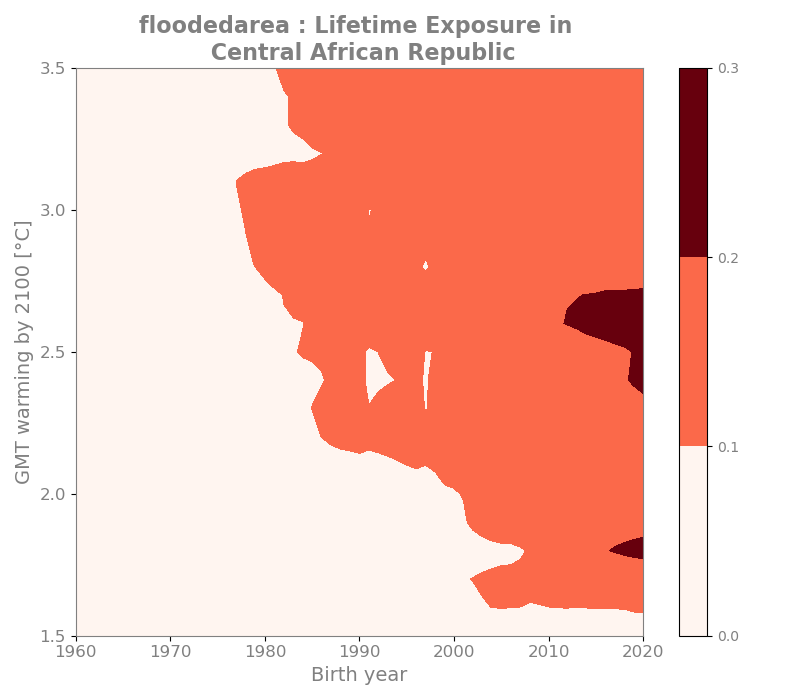 floodedarea : Lifetime Exposure in
Central African Republic
GMT warming by 2100 [°C]
3.5
3.0
2.5
2.0
1.5
1960 1970 1980 1990 2000 2010 2020
Birth year
0.3
0.2
0.1
0.0